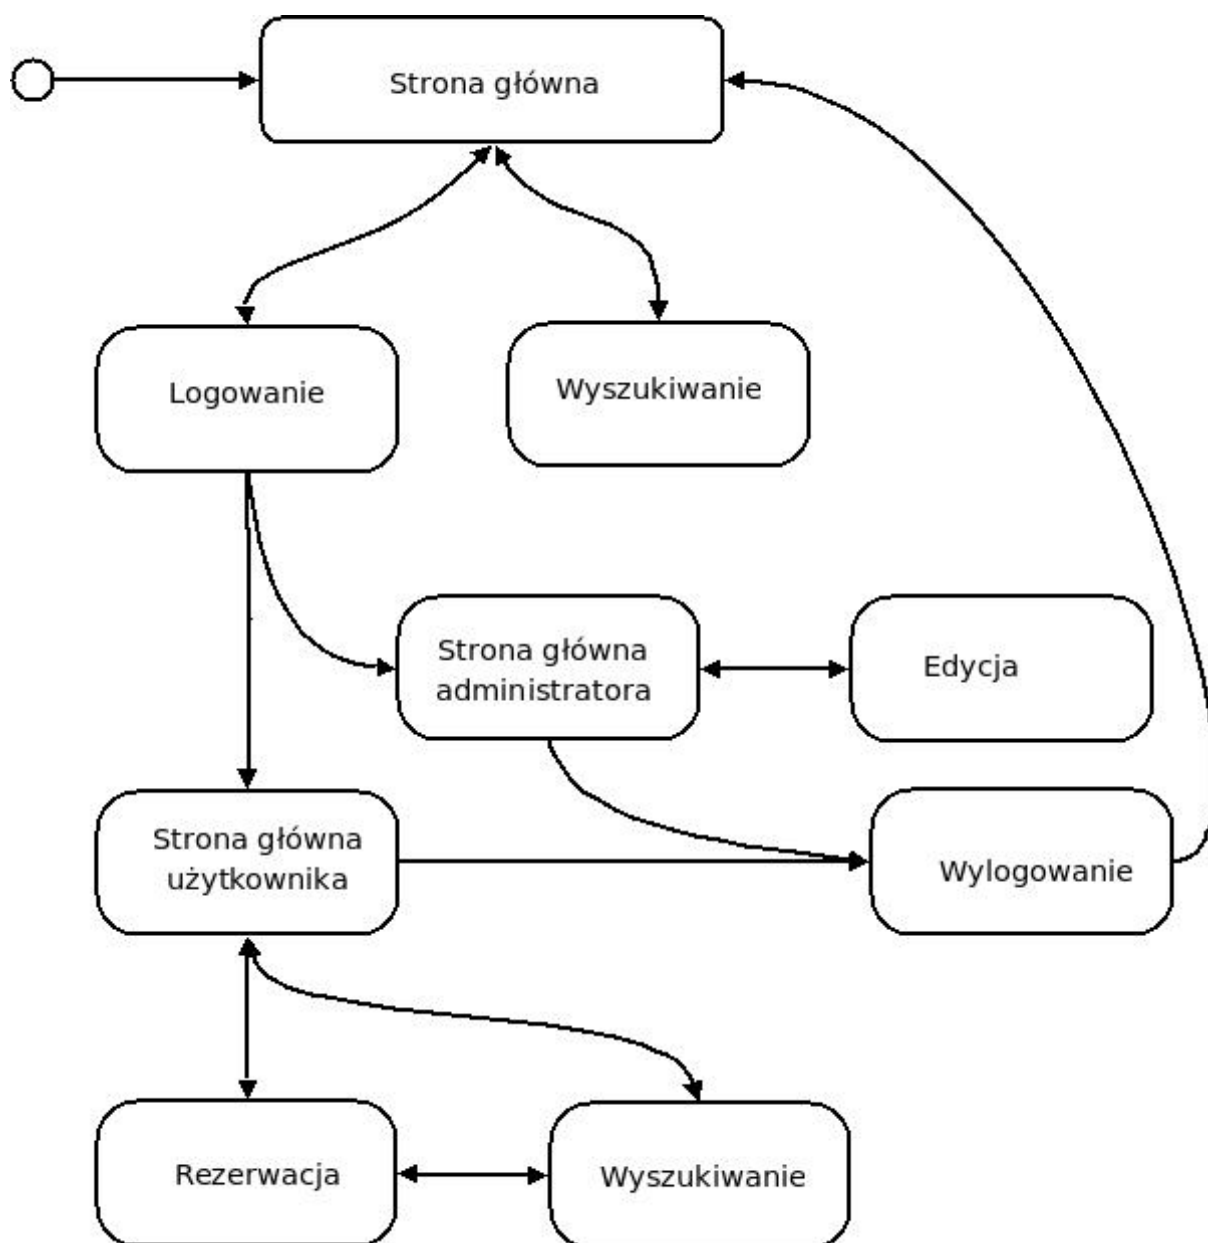 Strona główna
Logowanie
Wyszukiwanie
Strona główna
administratora
Edycja
Strona główna
użytkownika
Wylogowanie
Rezerwacja
Wyszukiwanie